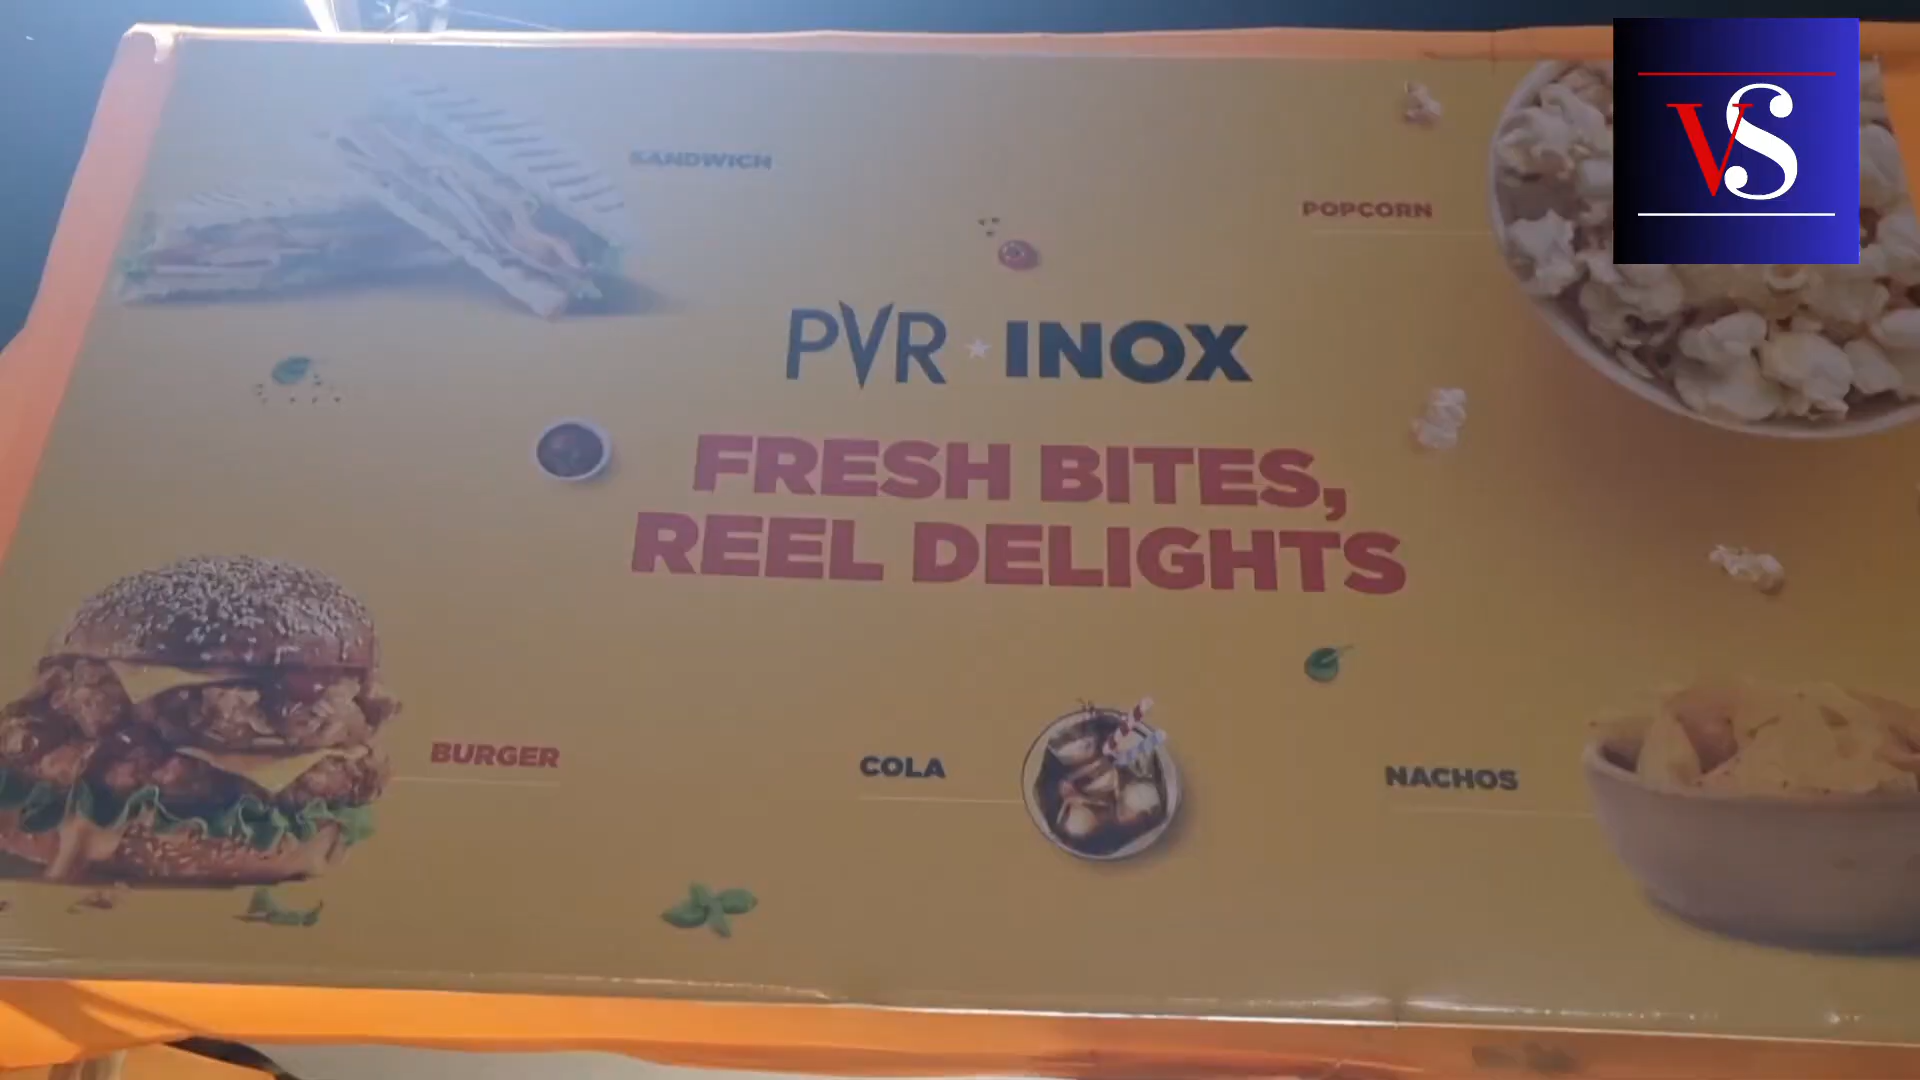 SANDWICH
POPCORN
VS
PVR INOX
FRESH BITES,
REEL DELIGHTS
BURGER
COLA
NACHOS